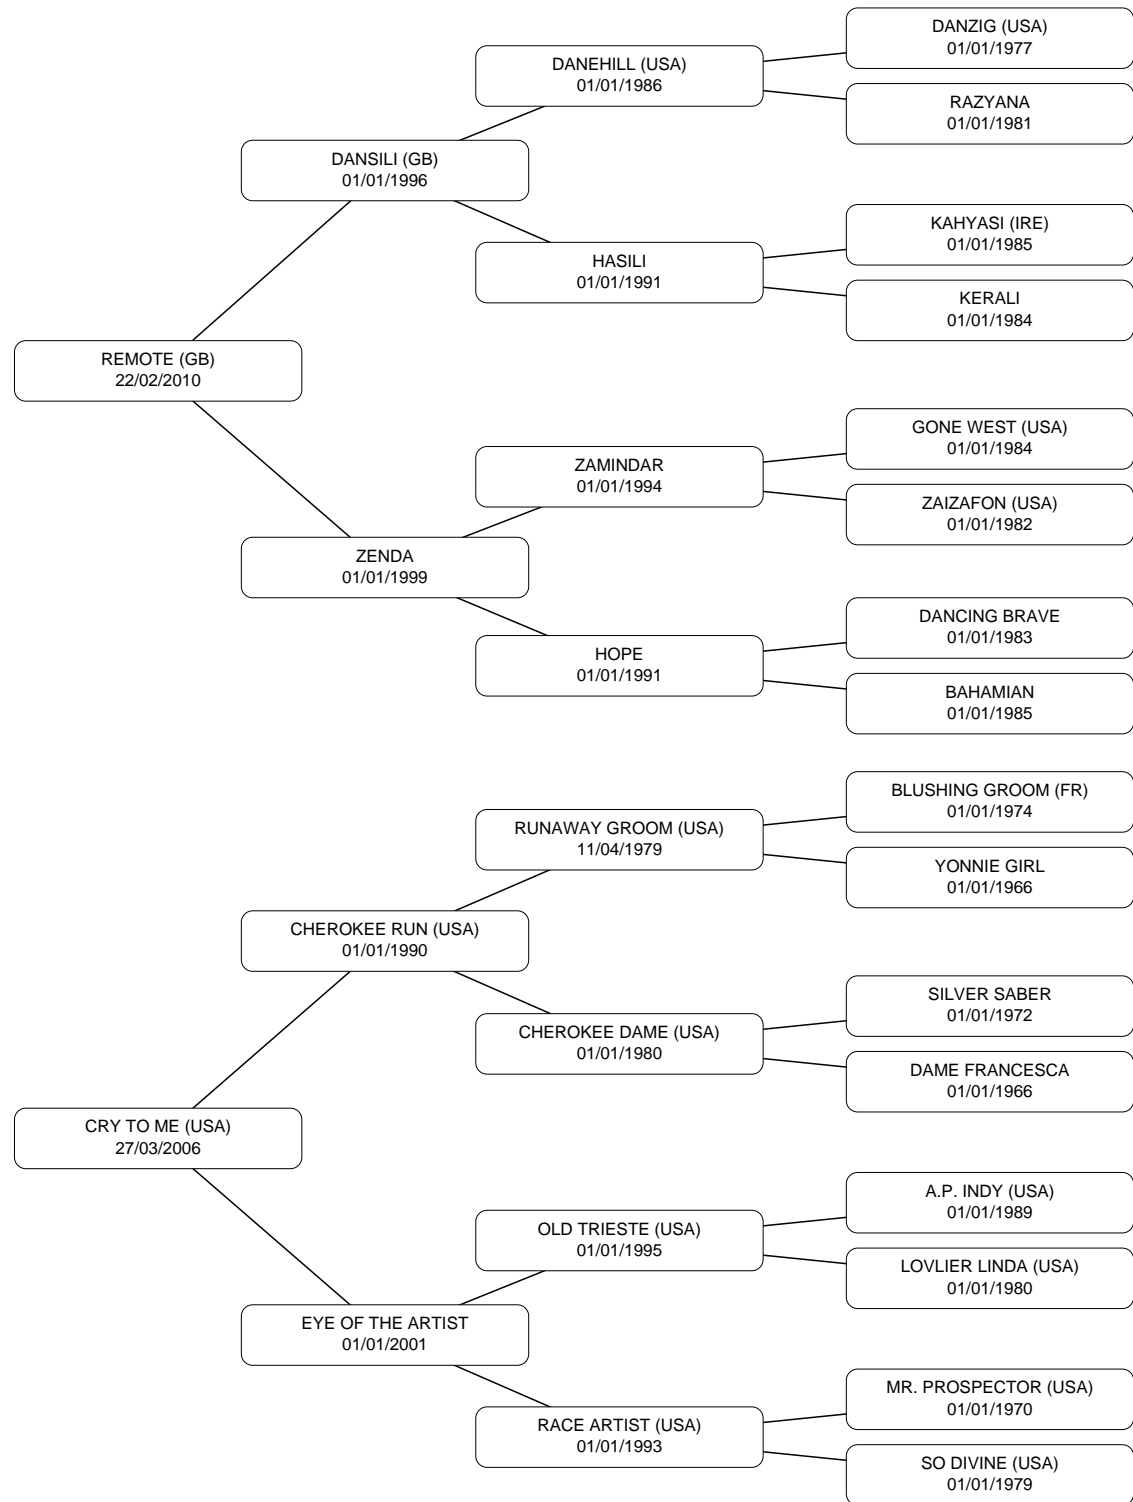 DANZIG (USA)
01/01/1977
DANEHILL (USA)
01/01/1986
RAZYANA
01/01/1981
DANSILI (GB)
01/01/1996
KAHYASI (IRE)
01/01/1985
HASILI
01/01/1991
KERALI
01/01/1984
REMOTE (GB)
22/02/2010
GONE WEST (USA)
01/01/1984
ZAMINDAR
01/01/1994
ZAIZAFON (USA)
01/01/1982
ZENDA
01/01/1999
DANCING BRAVE
01/01/1983
HOPE
01/01/1991
BAHAMIAN
01/01/1985
BLUSHING GROOM (FR)
01/01/1974
RUNAWAY GROOM (USA)
11/04/1979
YONNIE GIRL
01/01/1966
CHEROKEE RUN (USA)
01/01/1990
SILVER SABER
01/01/1972
CHEROKEE DAME (USA)
01/01/1980
DAME FRANCESCA
01/01/1966
CRY TO ME (USA)
27/03/2006
A.P. INDY (USA)
01/01/1989
OLD TRIESTE (USA)
01/01/1995
LOVLIER LINDA (USA)
01/01/1980
EYE OF THE ARTIST
01/01/2001
MR. PROSPECTOR (USA)
01/01/1970
RACE ARTIST (USA)
01/01/1993
SO DIVINE (USA)
01/01/1979